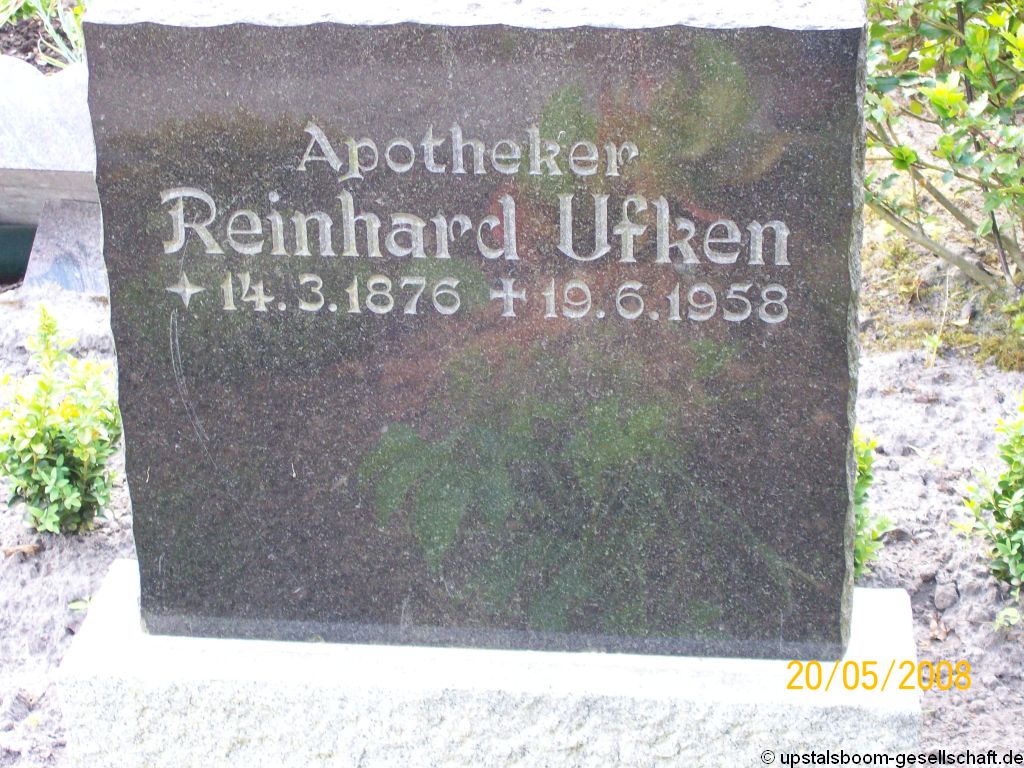 Apotheker
Reinhard Ufken
14.3.1876 19.6.1958
20/05/2008
© upstalsboom-gesellschaft.de